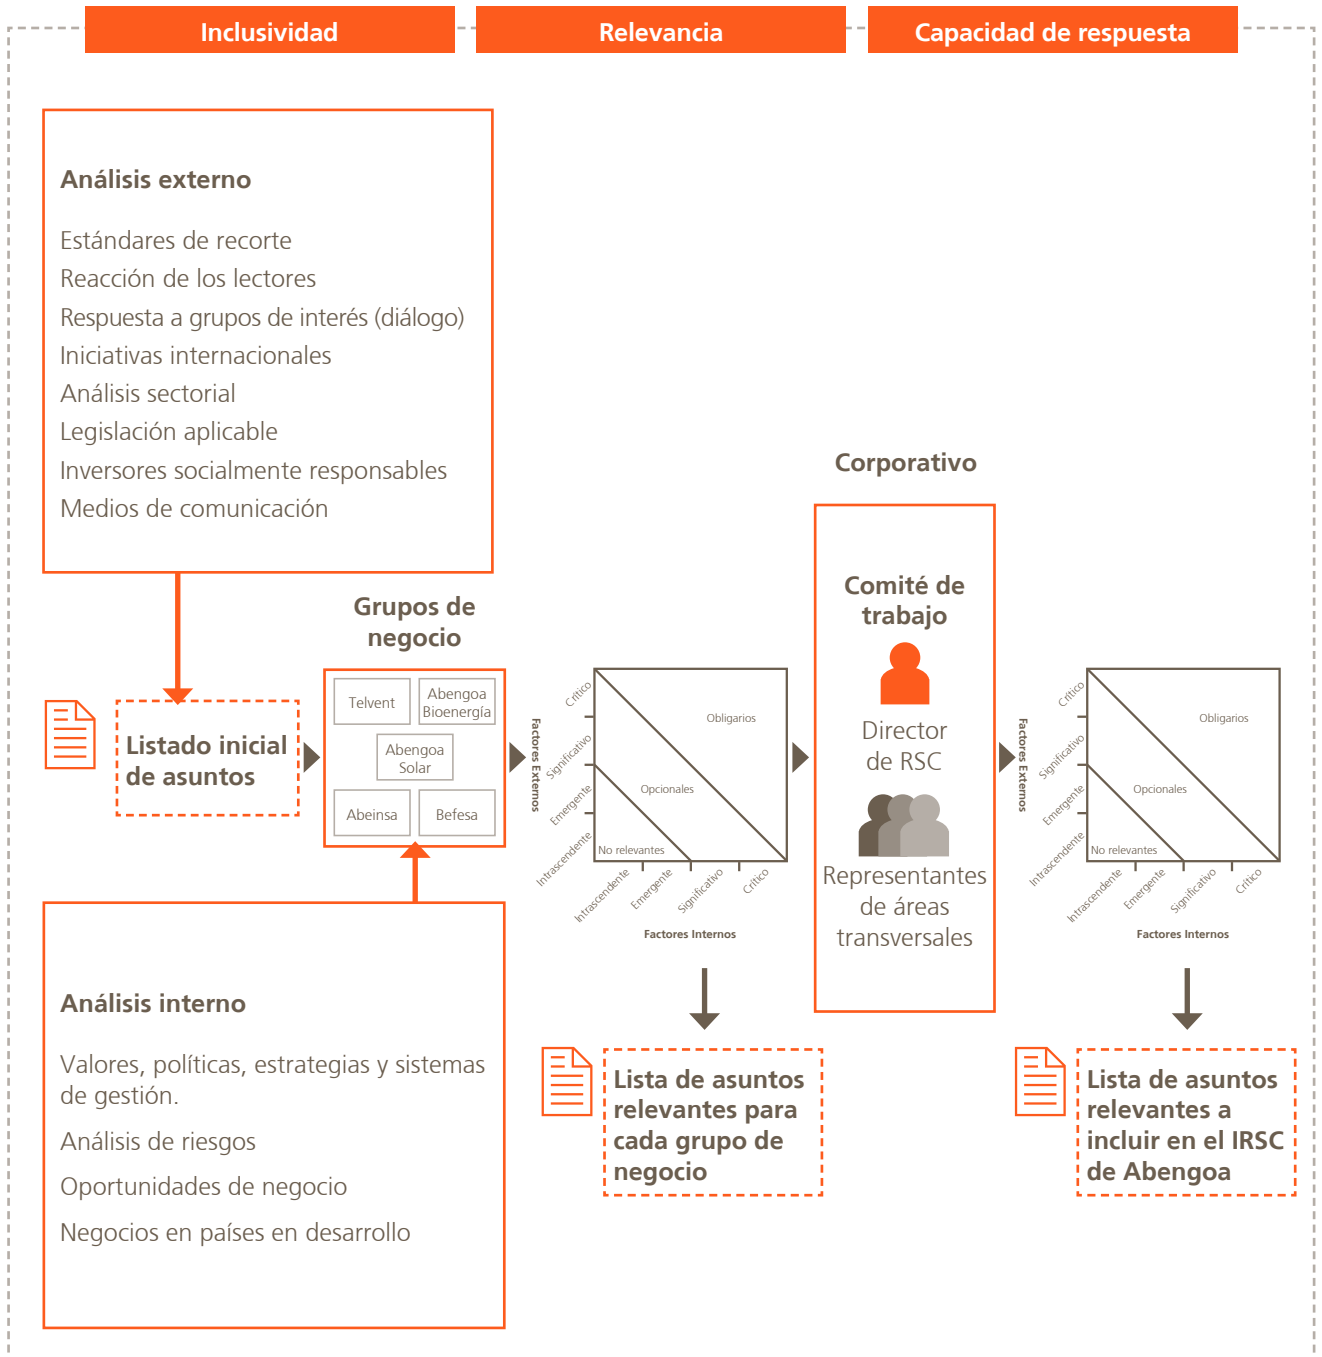 Inclusividad
Relevancia
Capacidad de respuesta
Análisis externo
Estándares de recorte
Reacción de los lectores
Respuesta a grupos de interés (diálogo)
Iniciativas internacionales
Análisis sectorial
Legislación aplicable
Inversores socialmente responsables
Medios de comunicación
Listado inicial
de asuntos
Grupos de
negocio
Telvent
Abengoa
Bioenergía
Abengoa
Solar
Abeinsa
Befesa
Análisis interno
Valores, políticas, estrategias y sistemas
de gestión.
Análisis de riesgos
Oportunidades de negocio
Negocios en países en desarrollo
Factores Externos
Crítico
Significativo
Emergente
Intrascendente
Obligarios
Opcionales
No relevantes
Intrascendente
Emergente
Significativo
Crítico
Factores Internos
Lista de asuntos
relevantes para
cada grupo de
negocio
Corporativo
Comité de
trabajo
Director
de RSC
Representantes
de áreas
transversales
Factores Externos
Crítico
Significativo
Emergente
Intrascendente
Obligarios
Opcionales
No relevantes
Intrascendente
Emergente
Significativo
Crítico
Factores Internos
Lista de asuntos
relevantes a
incluir en el IRSC
de Abengoa